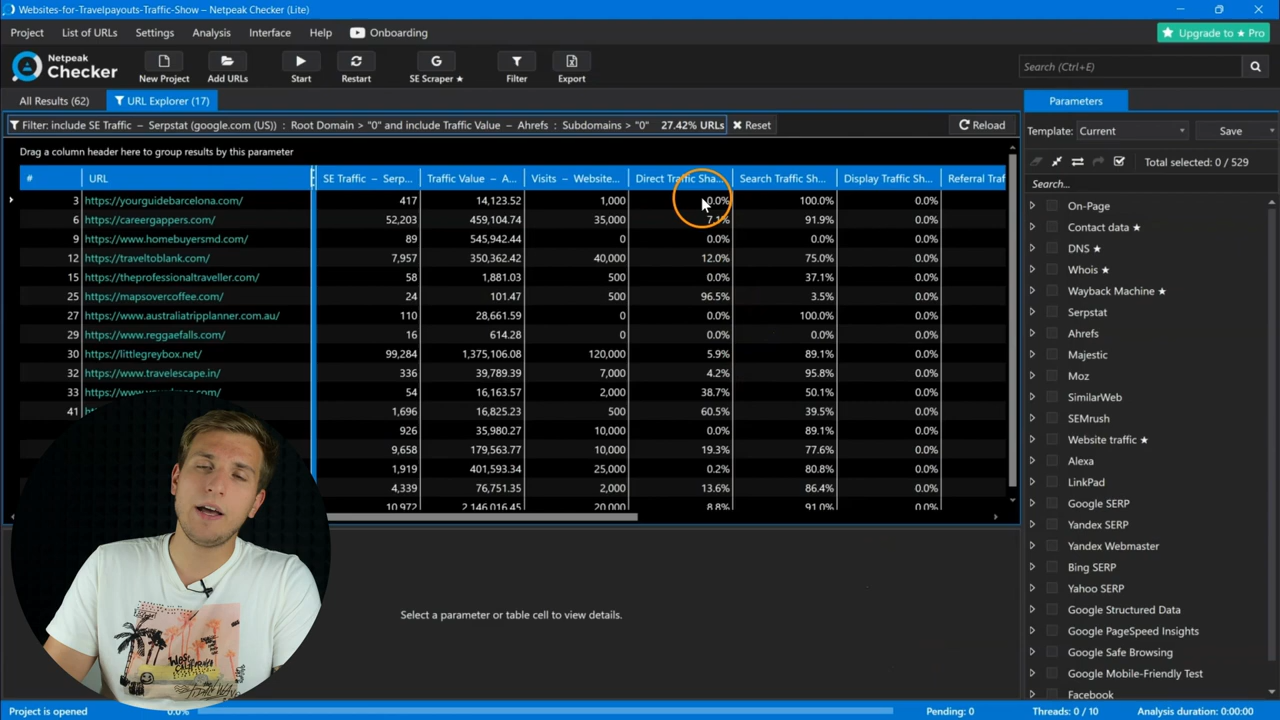 Websites-for-Travelpayouts-Traffic-Show – Netpeak Checker (Lite)
Project List of URLs Settings Analysis Interface Help Onboarding
Upgrade to ★ Pro
Netpeak Checker
New Project Add URLs Start Restart SE Scraper ★ Filter Export
Search (Ctrl+E)
All Results (62) URL Explorer (17)
Parameters
Filter: include SE Traffic – Serpstat (google.com (US)) : Root Domain > "0" and include Traffic Value – Ahrefs : Subdomains > "0" 27.42% URLs Reset Reload
Template: Current Save
Drag a column header here to group results by this parameter
Total selected: 0 / 529
# URL SE Traffic – Serp... Traffic Value – A... Visits – Website... Direct Traffic Sha... Search Traffic Sh... Display Traffic Sh... Referral Traf
3 https://yourguidebarcelona.com/ 417 14,123.52 1,000 0.0% 100.0% 0.0%
6 https://careergappers.com/ 52,203 459,104.74 35,000 7.1% 91.9% 0.0%
9 https://www.homebuyersmd.com/ 89 545,942.44 0 0.0% 0.0% 0.0%
12 https://traveltoblank.com/ 7,957 350,362.42 40,000 12.0% 75.0% 0.0%
15 https://theprofessionaltraveller.com/ 58 1,881.03 500 0.0% 37.1% 0.0%
25 https://mapsovercoffee.com/ 24 101.47 500 96.5% 3.5% 0.0%
27 https://www.australiatripplanner.com.au/ 110 28,661.59 0 0.0% 100.0% 0.0%
29 https://www.reggaefalls.com/ 16 614.28 0 0.0% 0.0% 0.0%
30 https://littlegreybox.net/ 99,284 1,375,106.08 120,000 5.9% 89.1% 0.0%
32 https://www.travelescape.in/ 336 39,789.39 7,000 4.2% 95.8% 0.0%
33 54 16,163.57 2,000 38.7% 50.1% 0.0%
41 1,696 16,825.23 500 60.5% 39.5% 0.0%
926 35,980.27 10,000 0.0% 89.1% 0.0%
9,658 179,563.77 10,000 19.3% 77.6% 0.0%
1,919 401,593.34 25,000 0.2% 80.8% 0.0%
4,339 76,751.35 2,000 13.6% 86.4% 0.0%
10,972 2,146,016.45 20,000 8.8% 91.0% 0.0%
Select a parameter or table cell to view details.
Search...
On-Page
Contact data ★
DNS ★
Whois ★
Wayback Machine ★
Serpstat
Ahrefs
Majestic
Moz
SimilarWeb
SEMrush
Website traffic ★
Alexa
LinkPad
Google SERP
Yandex SERP
Yandex Webmaster
Bing SERP
Yahoo SERP
Google Structured Data
Google PageSpeed Insights
Google Safe Browsing
Google Mobile-Friendly Test
Facebook
Project is opened 0.0% Pending: 0 Threads: 0 / 10 Analysis duration: 0:00:00